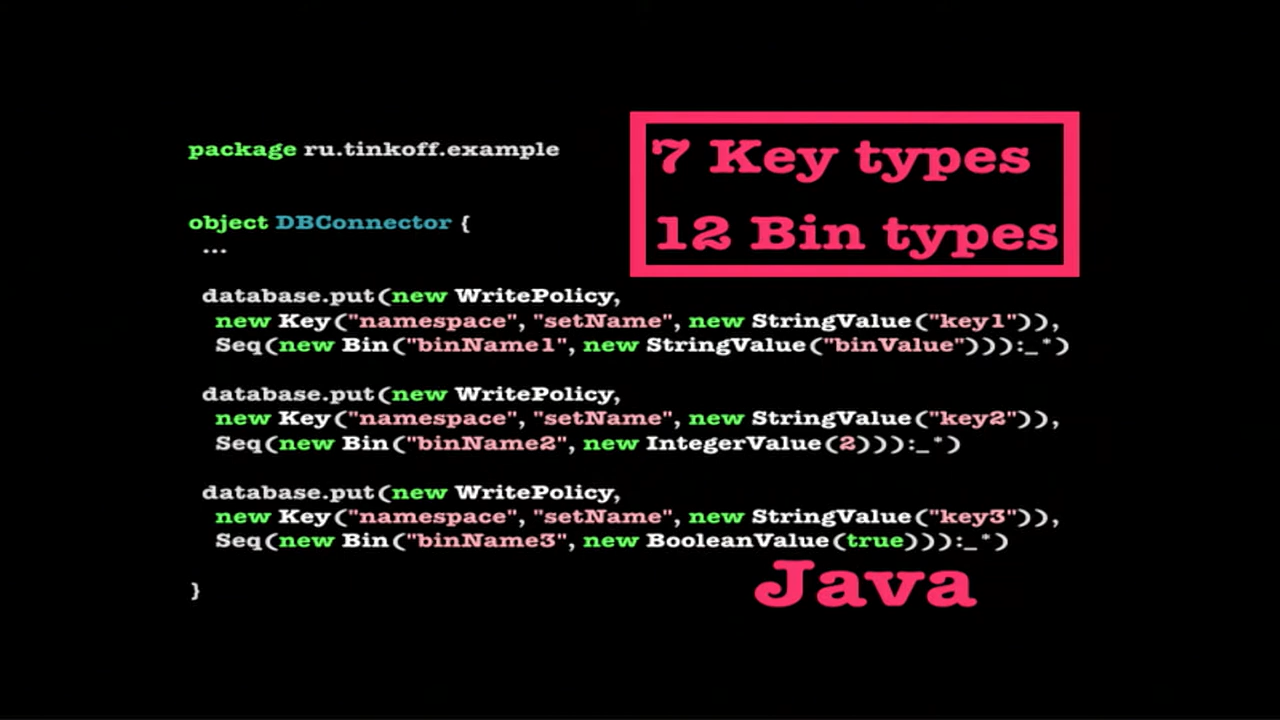 package ru.tinkoff.example
7 Key types
12 Bin types
object DBConnector {
...
database.put(new WritePolicy,
new Key("namespace", "setName", new StringValue("key1")),
Seq(new Bin("binName1", new StringValue("binValue"))):_*)
database.put(new WritePolicy,
new Key("namespace", "setName", new StringValue("key2")),
Seq(new Bin("binName2", new IntegerValue(2))):_*)
database.put(new WritePolicy,
new Key("namespace", "setName", new StringValue("key3")),
Seq(new Bin("binName3", new BooleanValue(true))):_*)
Java
}